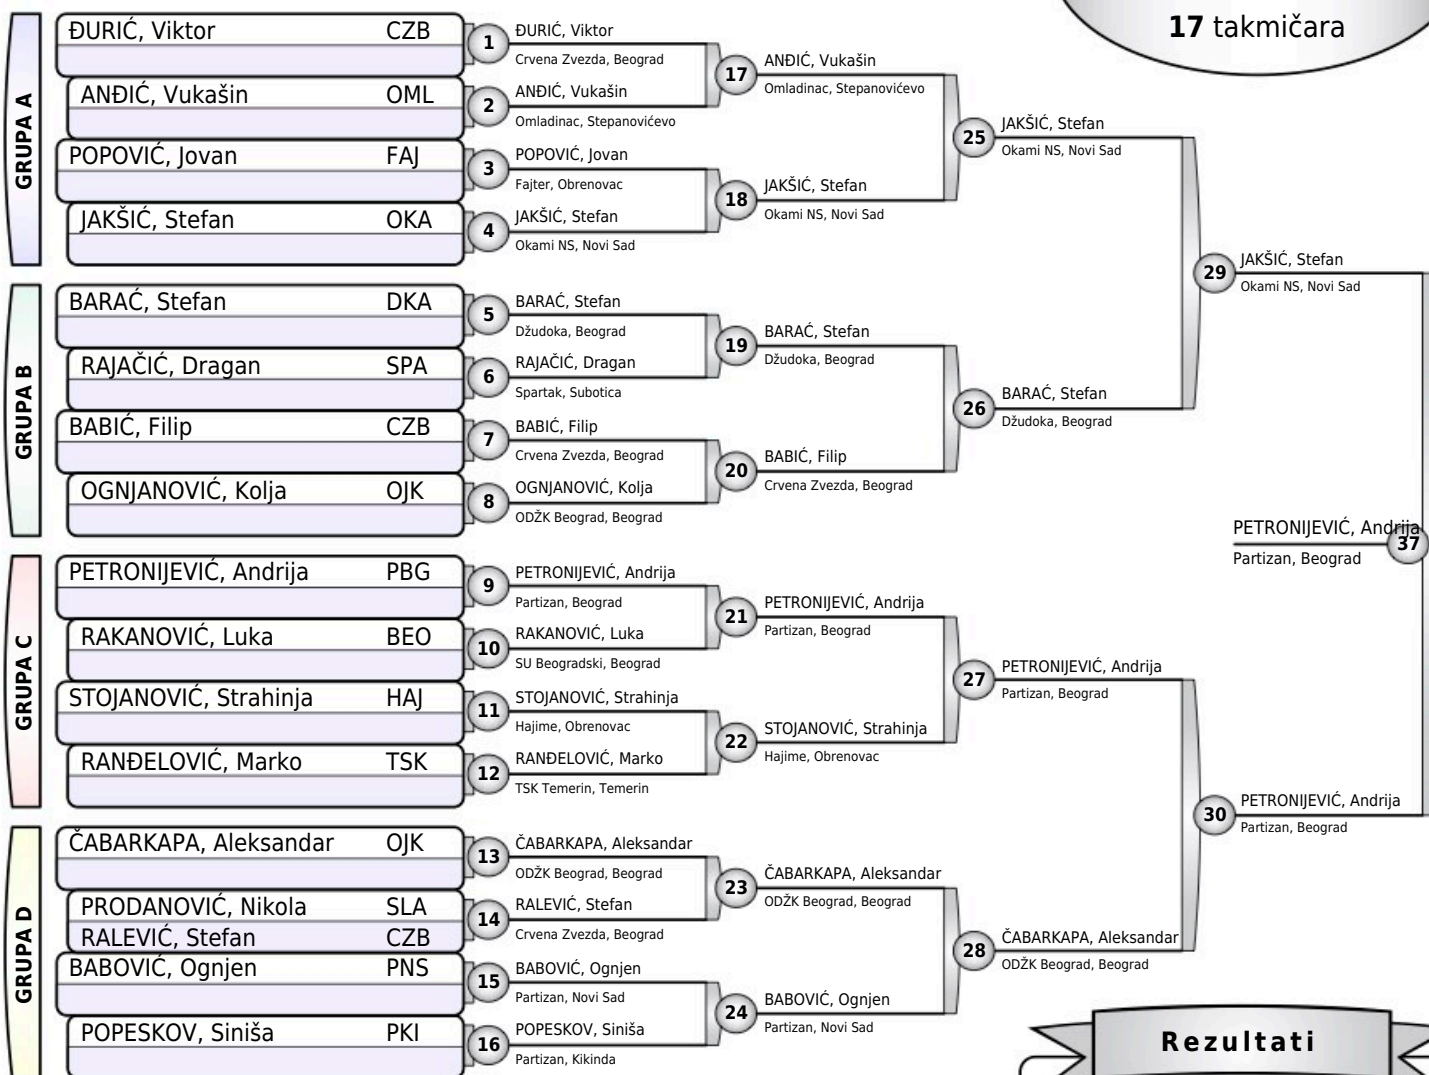 17 takmičara
GRUPA A
ĐURIĆ, Viktor CZB
ANĐIĆ, Vukašin OML
POPOVIĆ, Jovan FAJ
JAKŠIĆ, Stefan OKA
1
ĐURIĆ, Viktor
Crvena Zvezda, Beograd
2
ANĐIĆ, Vukašin
Omladinac, Stepanovićevo
3
POPOVIĆ, Jovan
Fajter, Obrenovac
4
JAKŠIĆ, Stefan
Okami NS, Novi Sad
17
ANĐIĆ, Vukašin
Omladinac, Stepanovićevo
18
JAKŠIĆ, Stefan
Okami NS, Novi Sad
25
JAKŠIĆ, Stefan
Okami NS, Novi Sad
GRUPA B
BARAĆ, Stefan DKA
RAJAČIĆ, Dragan SPA
BABIĆ, Filip CZB
OGNJANOVIĆ, Kolja OJK
5
BARAĆ, Stefan
Džudoka, Beograd
6
RAJAČIĆ, Dragan
Spartak, Subotica
7
BABIĆ, Filip
Crvena Zvezda, Beograd
8
OGNJANOVIĆ, Kolja
ODŽK Beograd, Beograd
19
BARAĆ, Stefan
Džudoka, Beograd
20
BABIĆ, Filip
Crvena Zvezda, Beograd
26
BARAĆ, Stefan
Džudoka, Beograd
29
JAKŠIĆ, Stefan
Okami NS, Novi Sad
PETRONIJEVIĆ, Andrija
37
Partizan, Beograd
GRUPA C
PETRONIJEVIĆ, Andrija PBG
RAKANOVIĆ, Luka BEO
STOJANOVIĆ, Strahinja HAJ
RANĐELOVIĆ, Marko TSK
9
PETRONIJEVIĆ, Andrija
Partizan, Beograd
10
RAKANOVIĆ, Luka
SU Beogradski, Beograd
11
STOJANOVIĆ, Strahinja
Hajime, Obrenovac
12
RANĐELOVIĆ, Marko
TSK Temerin, Temerin
21
PETRONIJEVIĆ, Andrija
Partizan, Beograd
22
STOJANOVIĆ, Strahinja
Hajime, Obrenovac
27
PETRONIJEVIĆ, Andrija
Partizan, Beograd
30
PETRONIJEVIĆ, Andrija
Partizan, Beograd
GRUPA D
ČABARKAPA, Aleksandar OJK
PRODANOVIĆ, Nikola SLA
RALEVIĆ, Stefan CZB
BABOVIĆ, Ognjen PNS
POPESKOV, Siniša PKI
13
ČABARKAPA, Aleksandar
ODŽK Beograd, Beograd
14
RALEVIĆ, Stefan
Crvena Zvezda, Beograd
15
BABOVIĆ, Ognjen
Partizan, Novi Sad
16
POPESKOV, Siniša
Partizan, Kikinda
23
ČABARKAPA, Aleksandar
ODŽK Beograd, Beograd
24
BABOVIĆ, Ognjen
Partizan, Novi Sad
28
ČABARKAPA, Aleksandar
ODŽK Beograd, Beograd
Rezultati